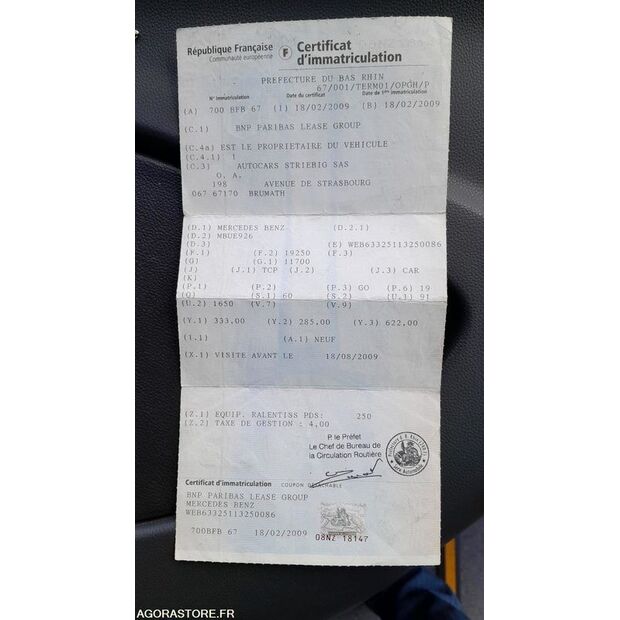 République Française
Communauté européenne
F
Certificat
d'immatriculation
PREFECTURE DU BAS RHIN
67/001/TERM01/OPGH/P
N° immatriculation Date du certificat Date de 1ère immatriculation
(A) 700 BFB 67 (I) 18/02/2009 (B) 18/02/2009
(C.1) BNP PARIBAS LEASE GROUP
(C.4a) EST LE PROPRIETAIRE DU VEHICULE
(C.4.1) 1
(C.3) AUTOCARS STRIEBIG SAS
O. A.
198 AVENUE DE STRASBOURG
067 67170 BRUMATH
(D.1) MERCEDES BENZ (D.2.1)
(D.2) MBUE926
(D.3) (E) WEB63325113250086
(F.1) (F.2) 19250 (F.3)
(G) (G.1) 11700
(J) (J.1) TCP (J.2) (J.3) CAR
(K)
(P.1) (P.2) (P.3) GO (P.6) 19
(Q) (S.1) 60 (S.2) (U.1) 91
(U.2) 1650 (V.7) (V.9)
(Y.1) 333,00 (Y.2) 285,00 (Y.3) 622,00
(I.1) (A.1) NEUF
(X.1) VISITE AVANT LE 18/08/2009
(Z.1) EQUIP. RALENTISS PDS: 250
(Z.2) TAXE DE GESTION : 4,00
P. le Préfet
Le Chef de Bureau de
la Circulation Routière
Certificat d'immatriculation COUPON DETACHABLE
BNP PARIBAS LEASE GROUP
MERCEDES BENZ
WEB63325113250086
700BFB 67 18/02/2009
08NZ 18147
AGORASTORE.FR